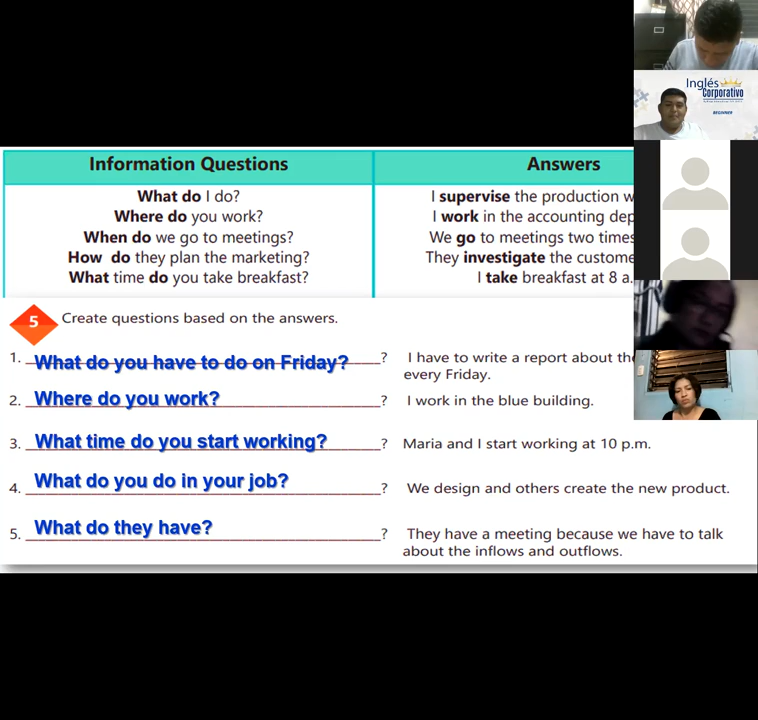 Inglés
Corporativo
BEGINNER
Information Questions
Answers
What do I do?
I supervise the production w
Where do you work?
I work in the accounting dep
When do we go to meetings?
We go to meetings two times
How do they plan the marketing?
They investigate the custome
What time do you take breakfast?
I take breakfast at 8 a.
5 Create questions based on the answers.
1. What do you have to do on Friday? ? I have to write a report about the
every Friday.
2. Where do you work? ? I work in the blue building.
3. What time do you start working? ? Maria and I start working at 10 p.m.
4. What do you do in your job? ? We design and others create the new product.
5. What do they have? ? They have a meeting because we have to talk
about the inflows and outflows.